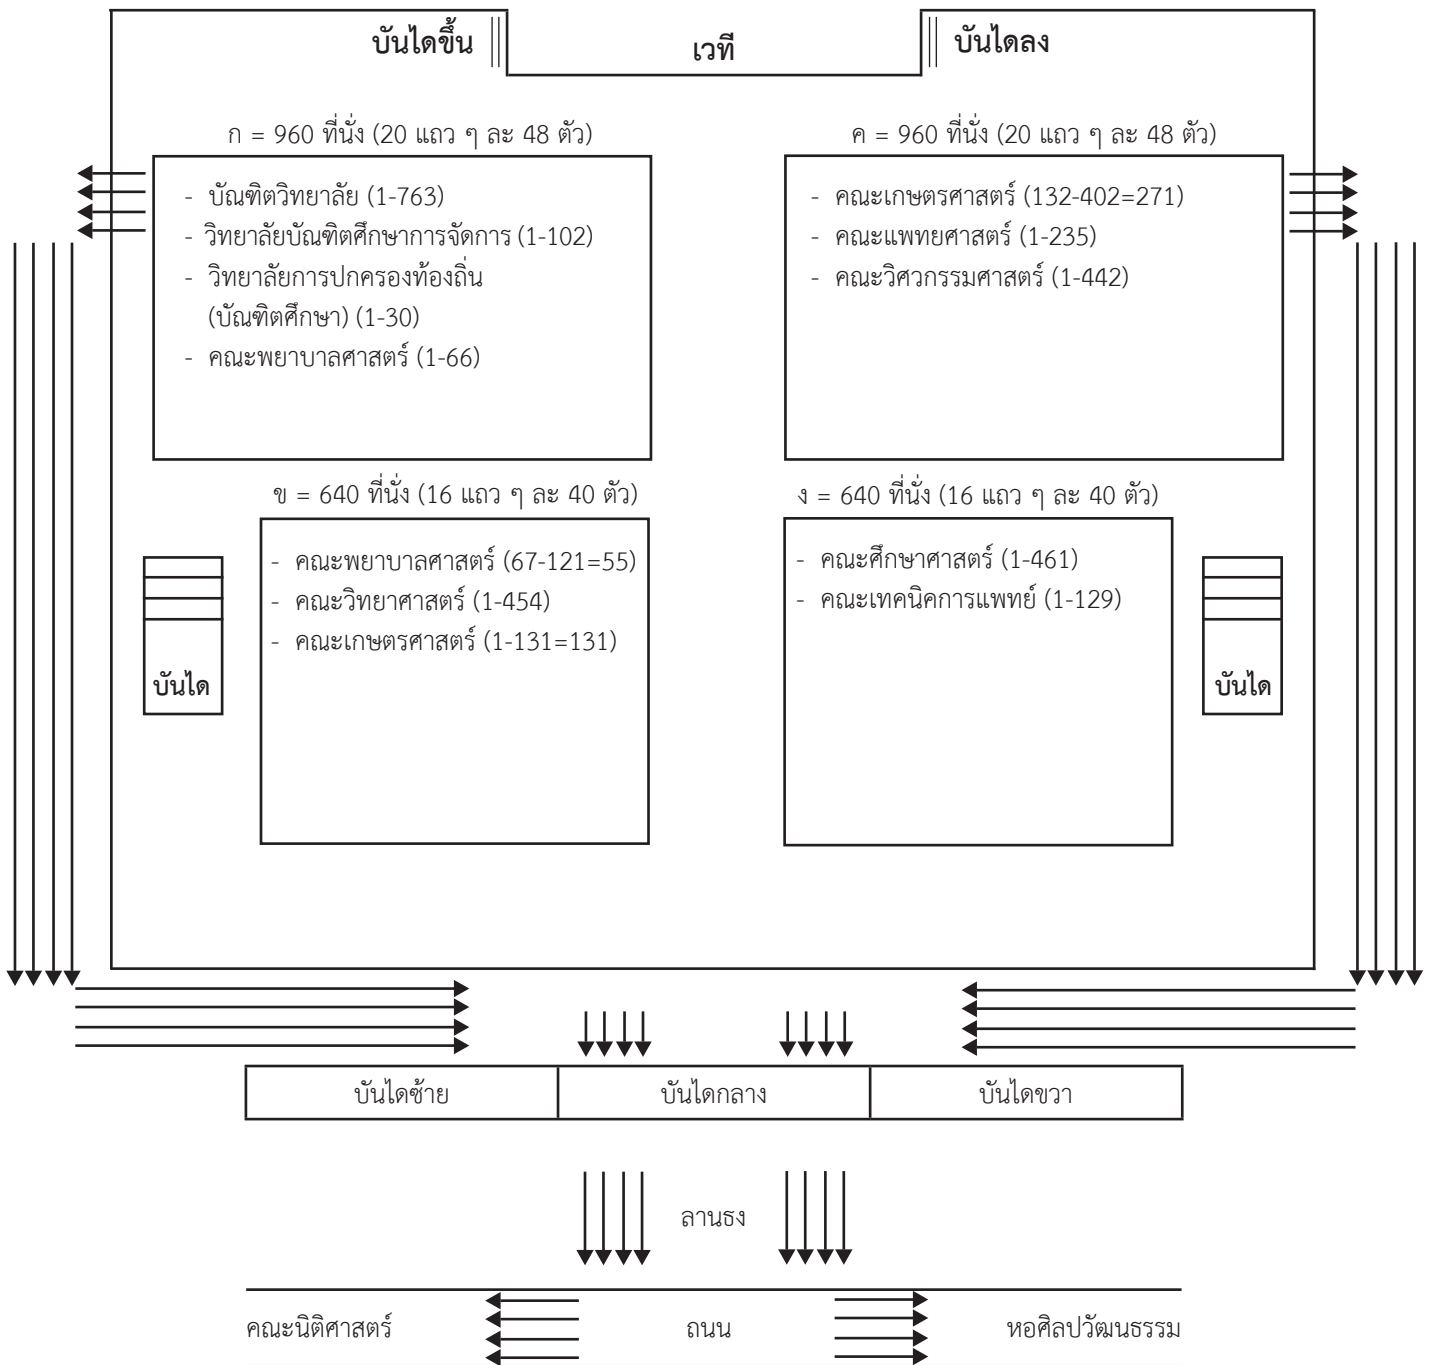 บันไดขึ้น
เวที
บันไดลง
ก = 960 ที่นั่ง (20 แถว ๆ ละ 48 ตัว)
- บัณฑิตวิทยาลัย (1-763)
- วิทยาลัยบัณฑิตศึกษาการจัดการ (1-102)
- วิทยาลัยการปกครองท้องถิ่น
(บัณฑิตศึกษา) (1-30)
- คณะพยาบาลศาสตร์ (1-66)
ค = 960 ที่นั่ง (20 แถว ๆ ละ 48 ตัว)
- คณะเกษตรศาสตร์ (132-402=271)
- คณะแพทยศาสตร์ (1-235)
- คณะวิศวกรรมศาสตร์ (1-442)
ข = 640 ที่นั่ง (16 แถว ๆ ละ 40 ตัว)
- คณะพยาบาลศาสตร์ (67-121=55)
- คณะวิทยาศาสตร์ (1-454)
- คณะเกษตรศาสตร์ (1-131=131)
ง = 640 ที่นั่ง (16 แถว ๆ ละ 40 ตัว)
- คณะศึกษาศาสตร์ (1-461)
- คณะเทคนิคการแพทย์ (1-129)
บันได
บันได
บันไดซ้าย
บันไดกลาง
บันไดขวา
ลานธง
คณะนิติศาสตร์
ถนน
หอศิลปวัฒนธรรม